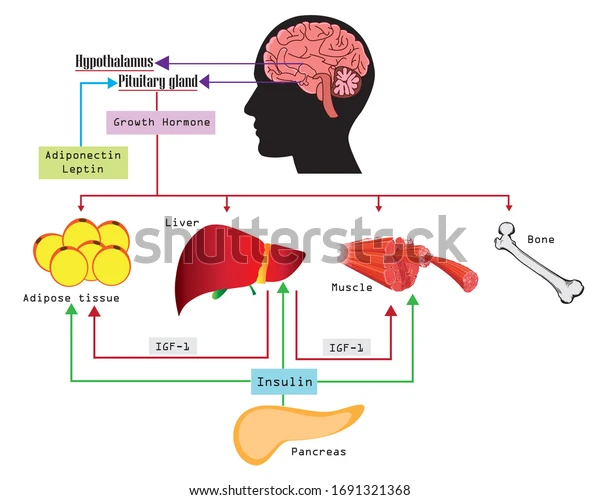 Hypothalamus
Pituitary gland
Growth Hormone
Adiponectin
Leptin
Liver
Bone
Adipose tissue
Muscle
shutterstock
IGF-1
IGF-1
Insulin
Pancreas
shutterstock.com · 1691321368